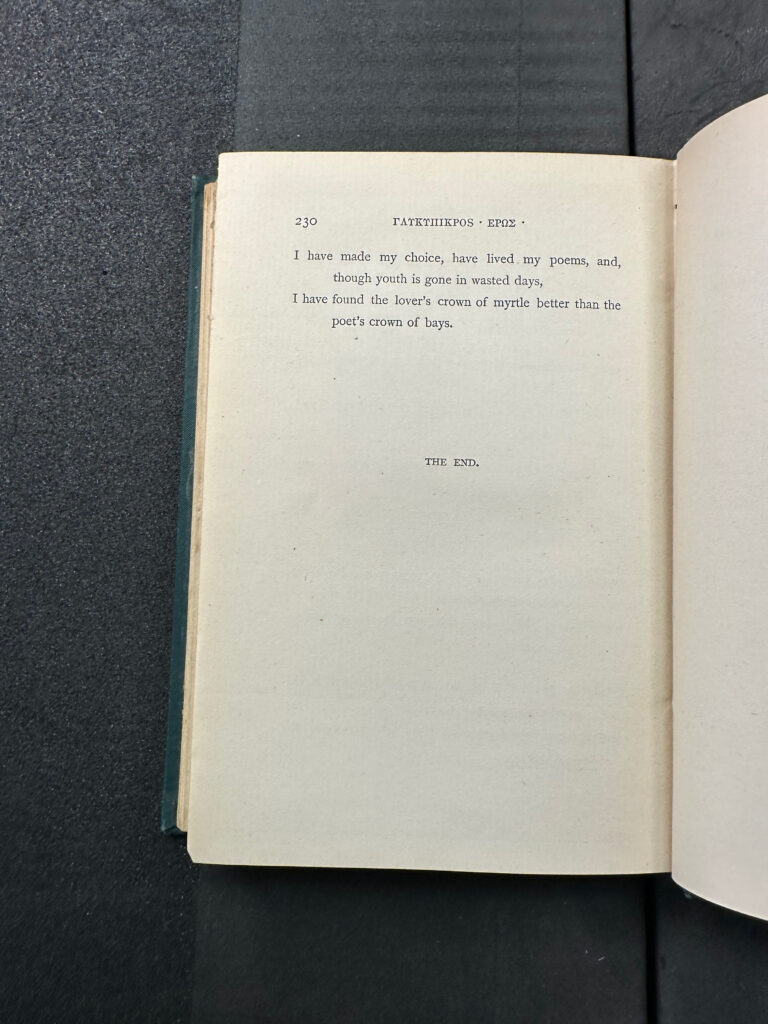 230 ΓΛΥΚΥΠΙΚΡΟΣ · ΕΡΩΣ ·
I have made my choice, have lived my poems, and,
though youth is gone in wasted days,
I have found the lover's crown of myrtle better than the
poet's crown of bays.
THE END.